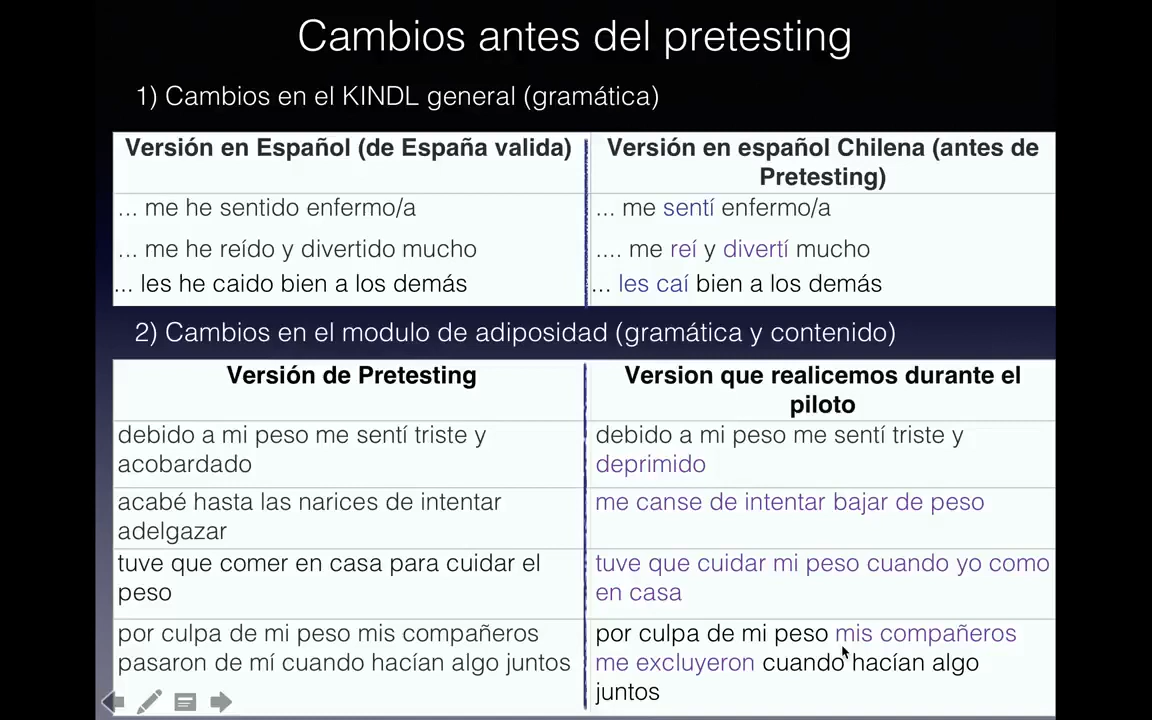 Cambios antes del pretesting
1) Cambios en el KINDL general (gramática)
Versión en Español (de España valida)
Versión en español Chilena (antes de
Pretesting)
... me he sentido enfermo/a
... me sentí enfermo/a
... me he reído y divertido mucho
.... me reí y divertí mucho
... les he caido bien a los demás
... les caí bien a los demás
2) Cambios en el modulo de adiposidad (gramática y contenido)
Versión de Pretesting
Version que realicemos durante el
piloto
debido a mi peso me sentí triste y
acobardado
debido a mi peso me sentí triste y
deprimido
acabé hasta las narices de intentar
adelgazar
me canse de intentar bajar de peso
tuve que comer en casa para cuidar el
peso
tuve que cuidar mi peso cuando yo como
en casa
por culpa de mi peso mis compañeros
pasaron de mí cuando hacían algo juntos
por culpa de mi peso mis compañeros
me excluyeron cuando hacían algo
juntos